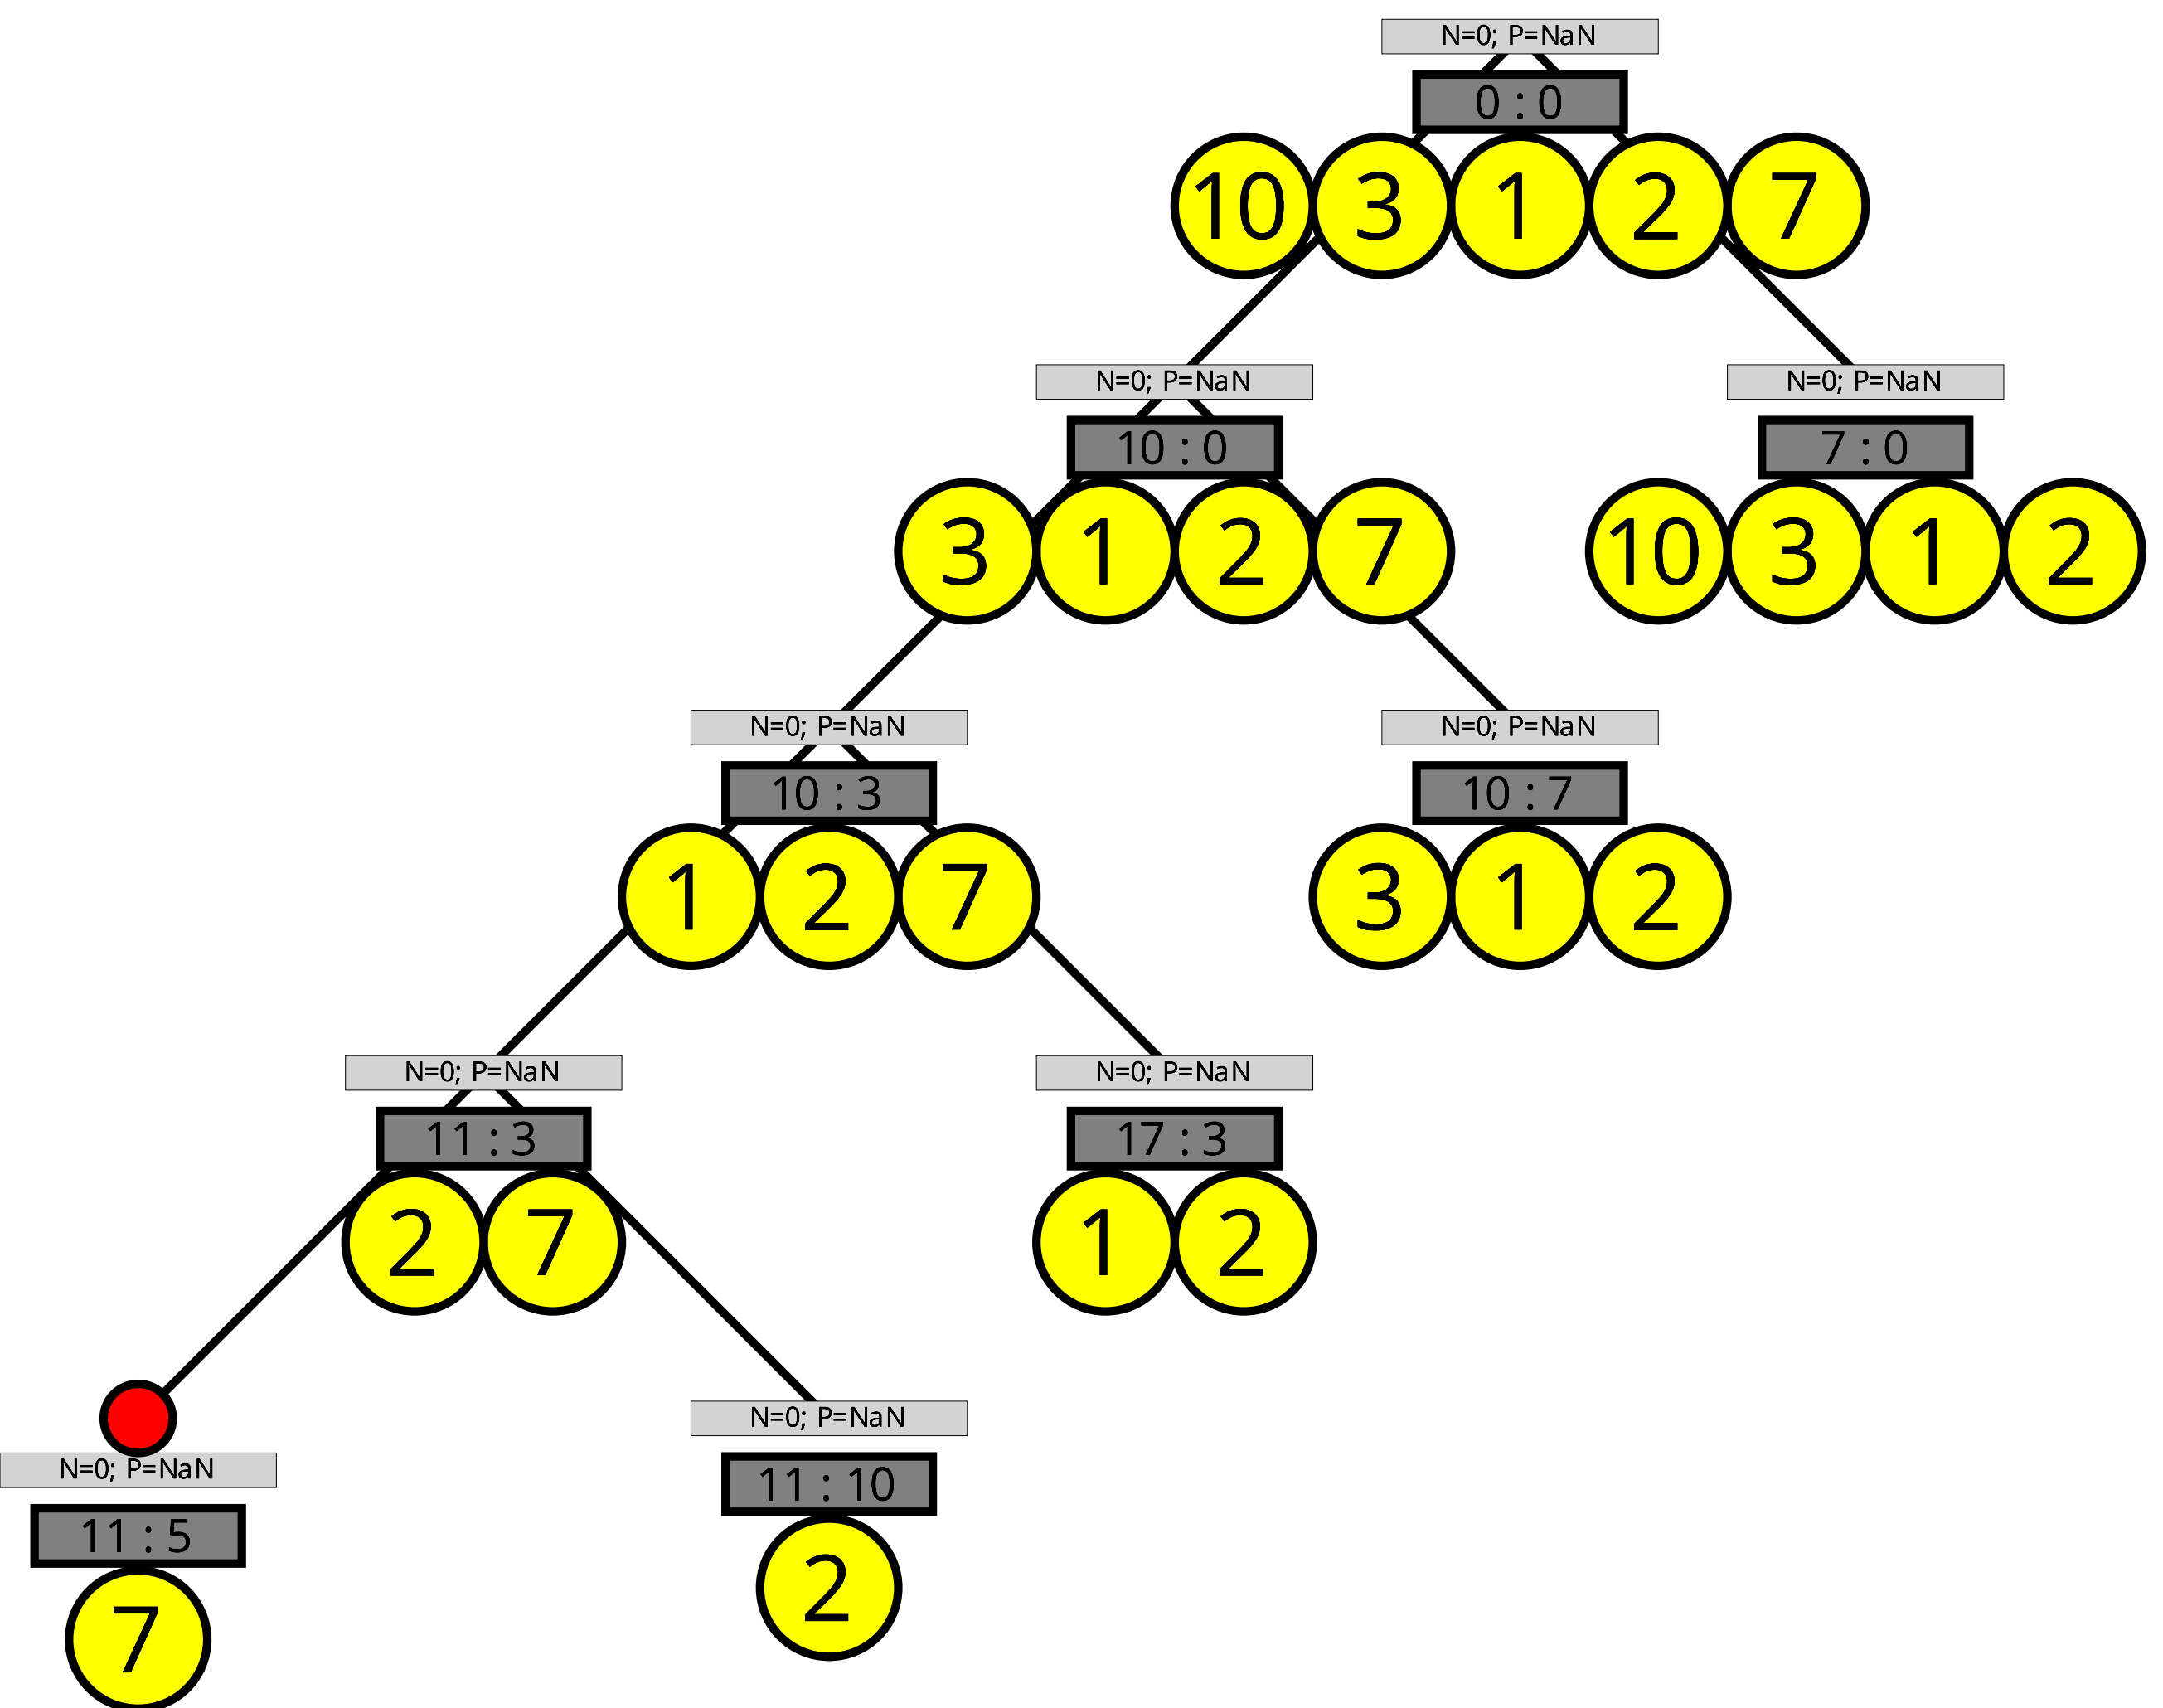 N=0; P=NaN
0 : 0
10 3 1 2 7
N=0; P=NaN N=0; P=NaN
10 : 0 7 : 0
3 1 2 7 10 3 1 2
N=0; P=NaN N=0; P=NaN
10 : 3 10 : 7
1 2 7 3 1 2
N=0; P=NaN N=0; P=NaN
11 : 3 17 : 3
2 7 1 2
N=0; P=NaN
N=0; P=NaN
11 : 10
11 : 5
2
7